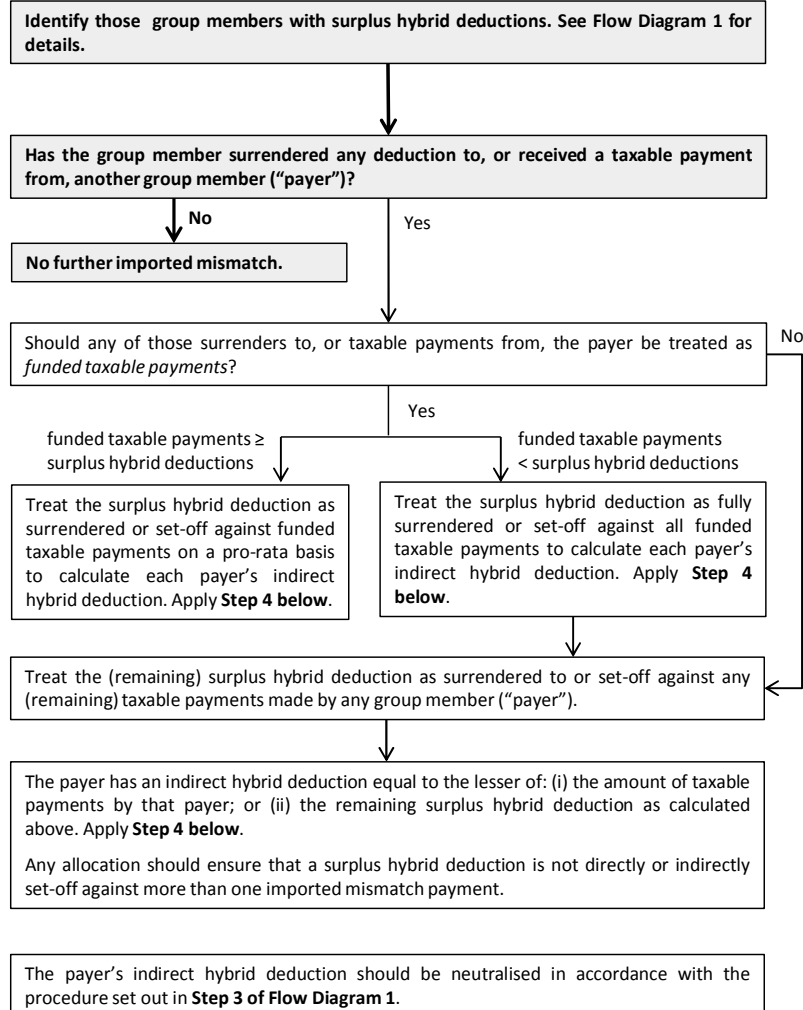 Identify those group members with surplus hybrid deductions. See Flow Diagram 1 for
details.
Has the group member surrendered any deduction to, or received a taxable payment
from, another group member (“payer”)?
No
Yes
No further imported mismatch.
Should any of those surrenders to, or taxable payments from, the payer be treated as
funded taxable payments?
No
Yes
funded taxable payments ≥
surplus hybrid deductions
funded taxable payments
< surplus hybrid deductions
Treat the surplus hybrid deduction as
surrendered or set-off against funded
taxable payments on a pro-rata basis
to calculate each payer’s indirect
hybrid deduction. Apply Step 4 below.
Treat the surplus hybrid deduction as fully
surrendered or set-off against all funded
taxable payments to calculate each payer’s
indirect hybrid deduction. Apply Step 4
below.
Treat the (remaining) surplus hybrid deduction as surrendered to or set-off against any
(remaining) taxable payments made by any group member (“payer”).
The payer has an indirect hybrid deduction equal to the lesser of: (i) the amount of taxable
payments by that payer; or (ii) the remaining surplus hybrid deduction as calculated
above. Apply Step 4 below.
Any allocation should ensure that a surplus hybrid deduction is not directly or indirectly
set-off against more than one imported mismatch payment.
The payer’s indirect hybrid deduction should be neutralised in accordance with the
procedure set out in Step 3 of Flow Diagram 1.